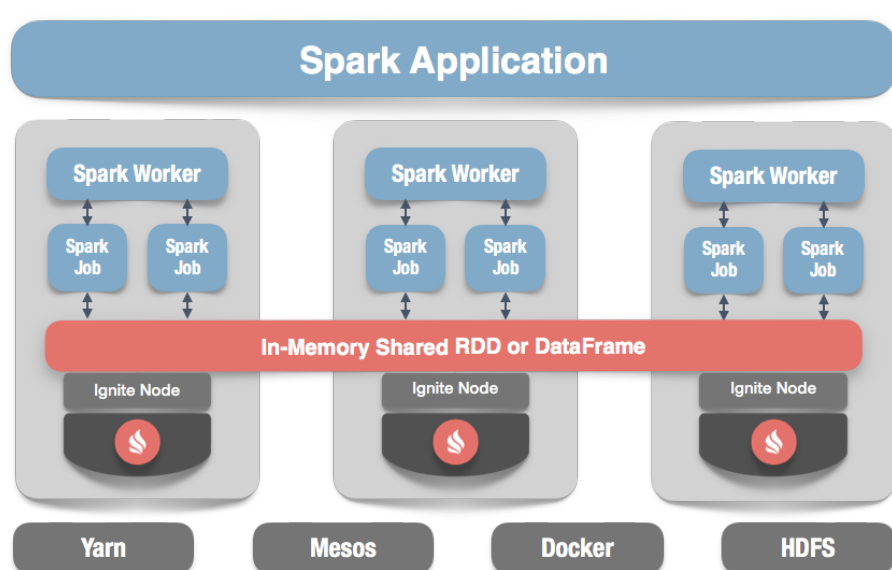 Spark Application
Spark Worker
Spark Worker
Spark Worker
Spark
Job
Spark
Job
Spark
Job
Spark
Job
Spark
Job
Spark
Job
In-Memory Shared RDD or DataFrame
Ignite Node
Ignite Node
Ignite Node
Yarn
Mesos
Docker
HDFS